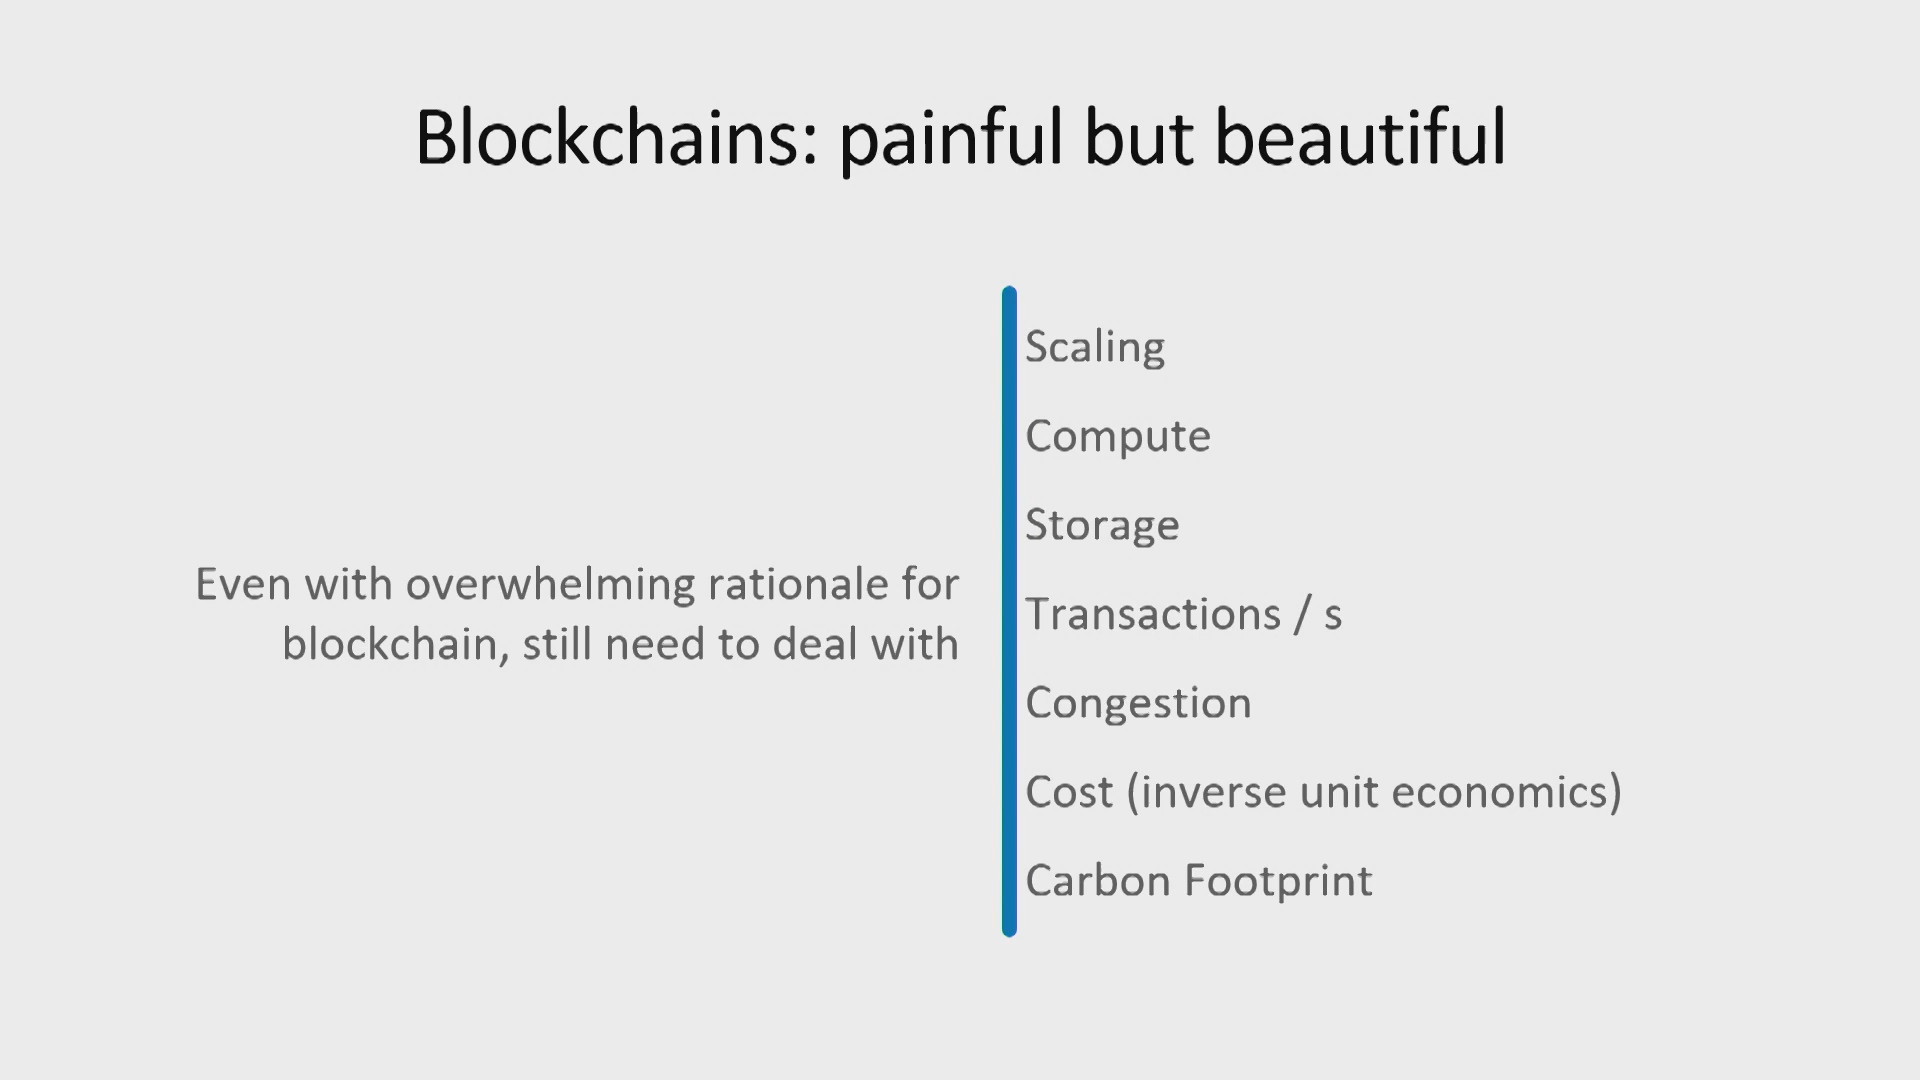 Blockchains: painful but beautiful
Even with overwhelming rationale for
blockchain, still need to deal with
Scaling
Compute
Storage
Transactions / s
Congestion
Cost (inverse unit economics)
Carbon Footprint